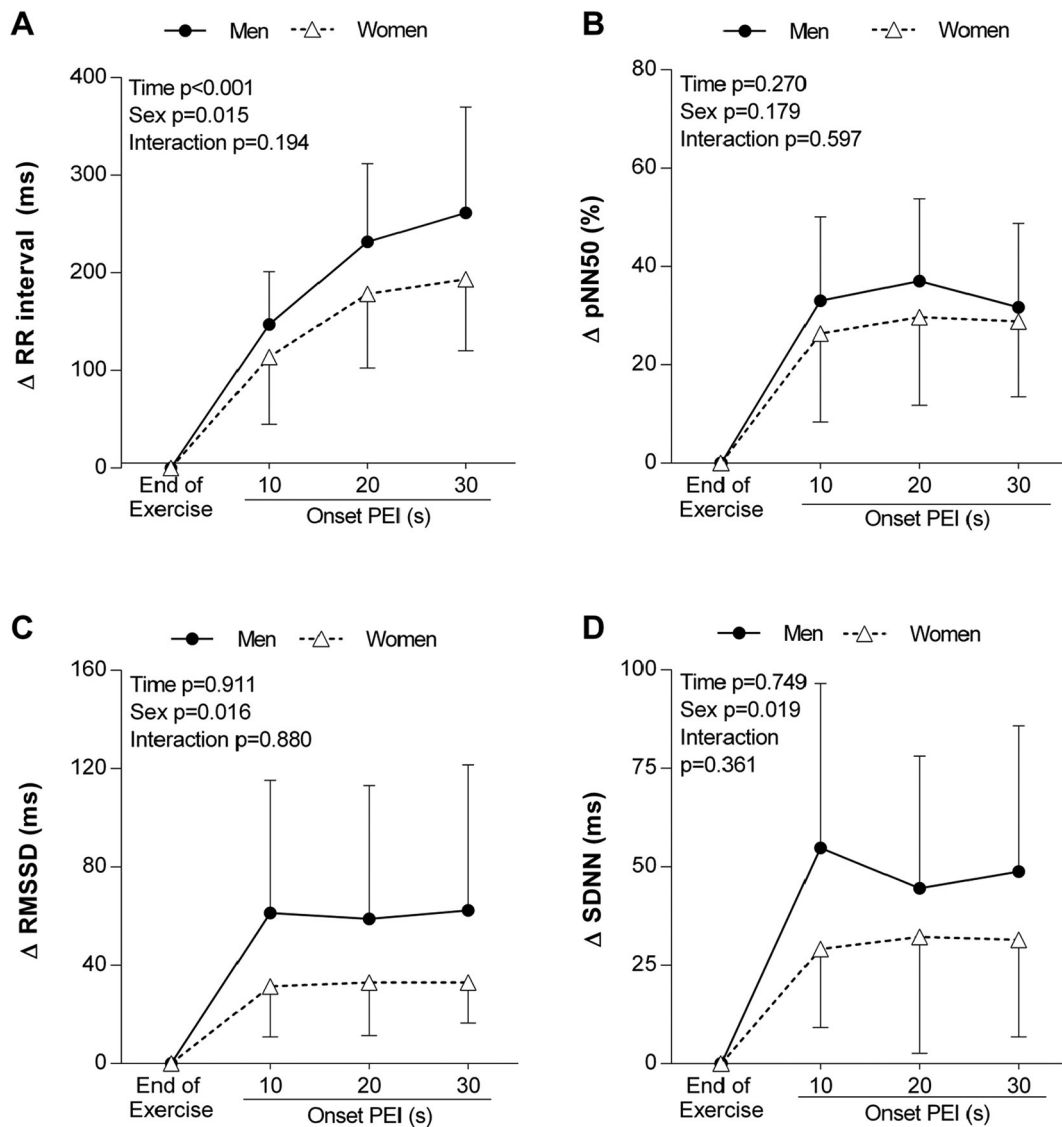 A
Men Women
Δ RR interval (ms)
400
300
200
100
0
Time p<0.001
Sex p=0.015
Interaction p=0.194
End of
Exercise
10 20 30
Onset PEI (s)
B
Men Women
Δ pNN50 (%)
80
60
40
20
0
Time p=0.270
Sex p=0.179
Interaction p=0.597
End of
Exercise
10 20 30
Onset PEI (s)
C
Men Women
Δ RMSSD (ms)
160
120
80
40
0
Time p=0.911
Sex p=0.016
Interaction p=0.880
End of
Exercise
10 20 30
Onset PEI (s)
D
Men Women
Δ SDNN (ms)
100
75
50
25
0
Time p=0.749
Sex p=0.019
Interaction
p=0.361
End of
Exercise
10 20 30
Onset PEI (s)